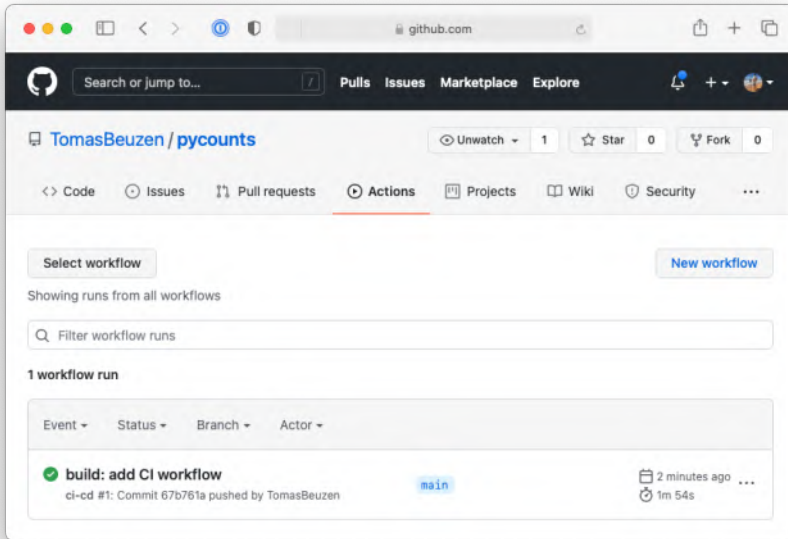 github.com
Search or jump to... /
Pulls Issues Marketplace Explore
TomasBeuzen / pycounts
Unwatch 1 Star 0 Fork 0
Code Issues Pull requests Actions Projects Wiki Security ...
Select workflow New workflow
Showing runs from all workflows
Filter workflow runs
1 workflow run
Event Status Branch Actor
build: add CI workflow main 2 minutes ago ...
ci-cd #1: Commit 67b761a pushed by TomasBeuzen 1m 54s